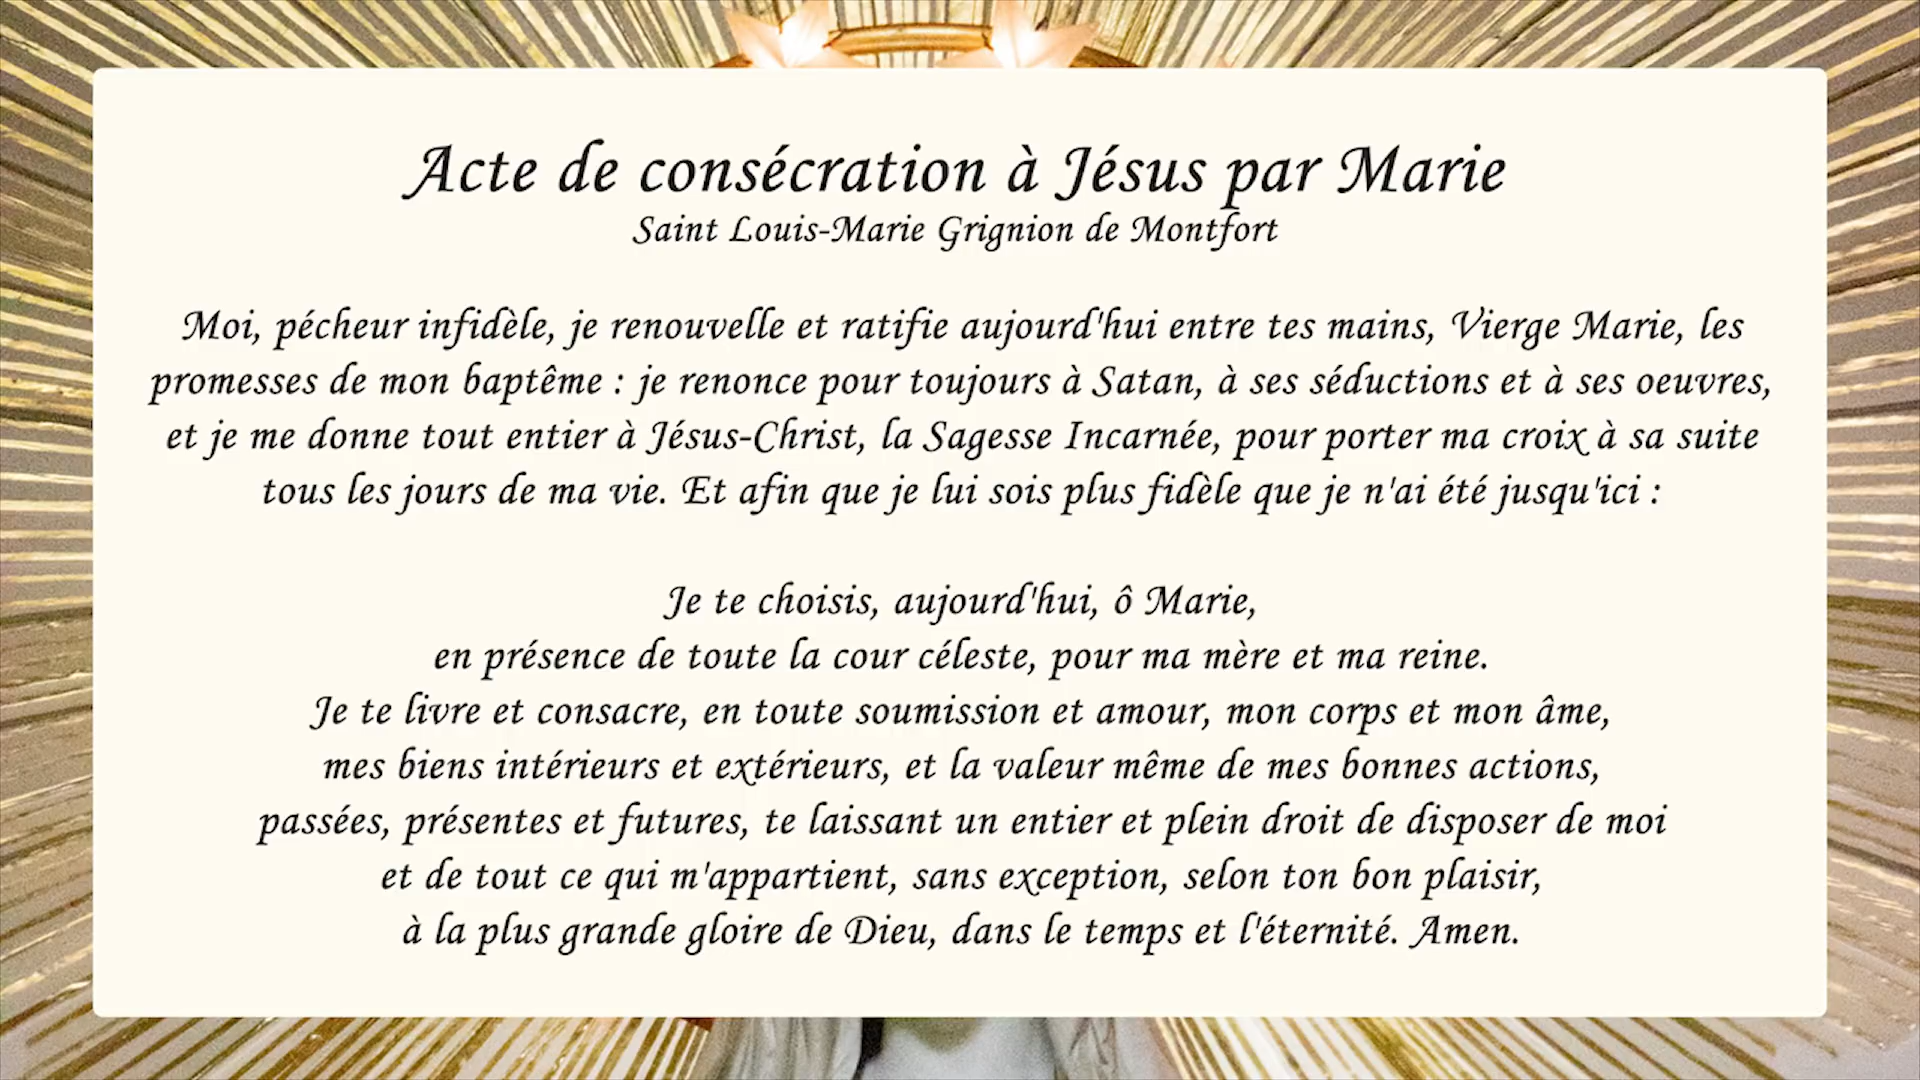 Acte de consécration à Jésus par Marie
Saint Louis-Marie Grignion de Montfort
Moi, pécheur infidèle, je renouvelle et ratifie aujourd'hui entre tes mains, Vierge Marie, les
promesses de mon baptême : je renonce pour toujours à Satan, à ses séductions et à ses oeuvres,
et je me donne tout entier à Jésus-Christ, la Sagesse Incarnée, pour porter ma croix à sa suite
tous les jours de ma vie. Et afin que je lui sois plus fidèle que je n'ai été jusqu'ici :
Je te choisis, aujourd'hui, ô Marie,
en présence de toute la cour céleste, pour ma mère et ma reine.
Je te livre et consacre, en toute soumission et amour, mon corps et mon âme,
mes biens intérieurs et extérieurs, et la valeur même de mes bonnes actions,
passées, présentes et futures, te laissant un entier et plein droit de disposer de moi
et de tout ce qui m'appartient, sans exception, selon ton bon plaisir,
à la plus grande gloire de Dieu, dans le temps et l'éternité. Amen.